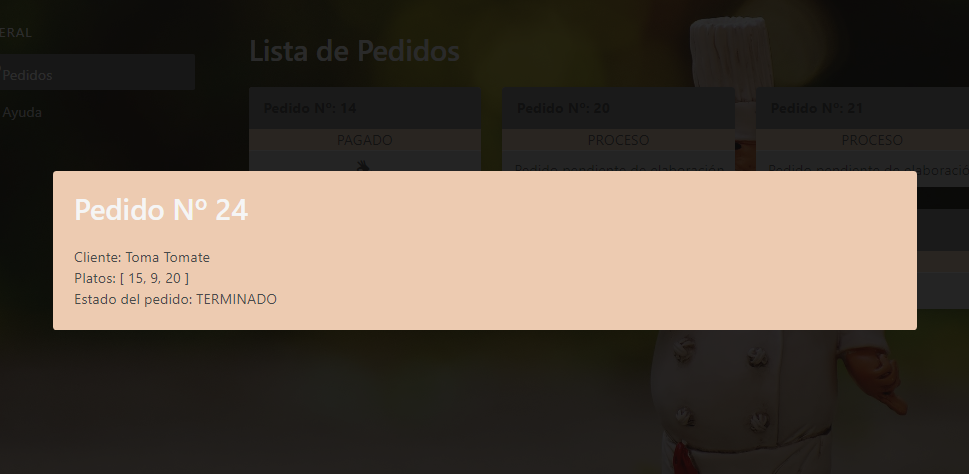 ERAL
Lista de Pedidos
Pedidos
Ayuda
Pedido Nº: 14
Pedido Nº: 20
Pedido Nº: 21
PAGADO
PROCESO
PROCESO
Pedido pendiente de elaboración
Pedido pendiente de elaboració
Pedido Nº 24
Cliente: Toma Tomate
Platos: [ 15, 9, 20 ]
Estado del pedido: TERMINADO